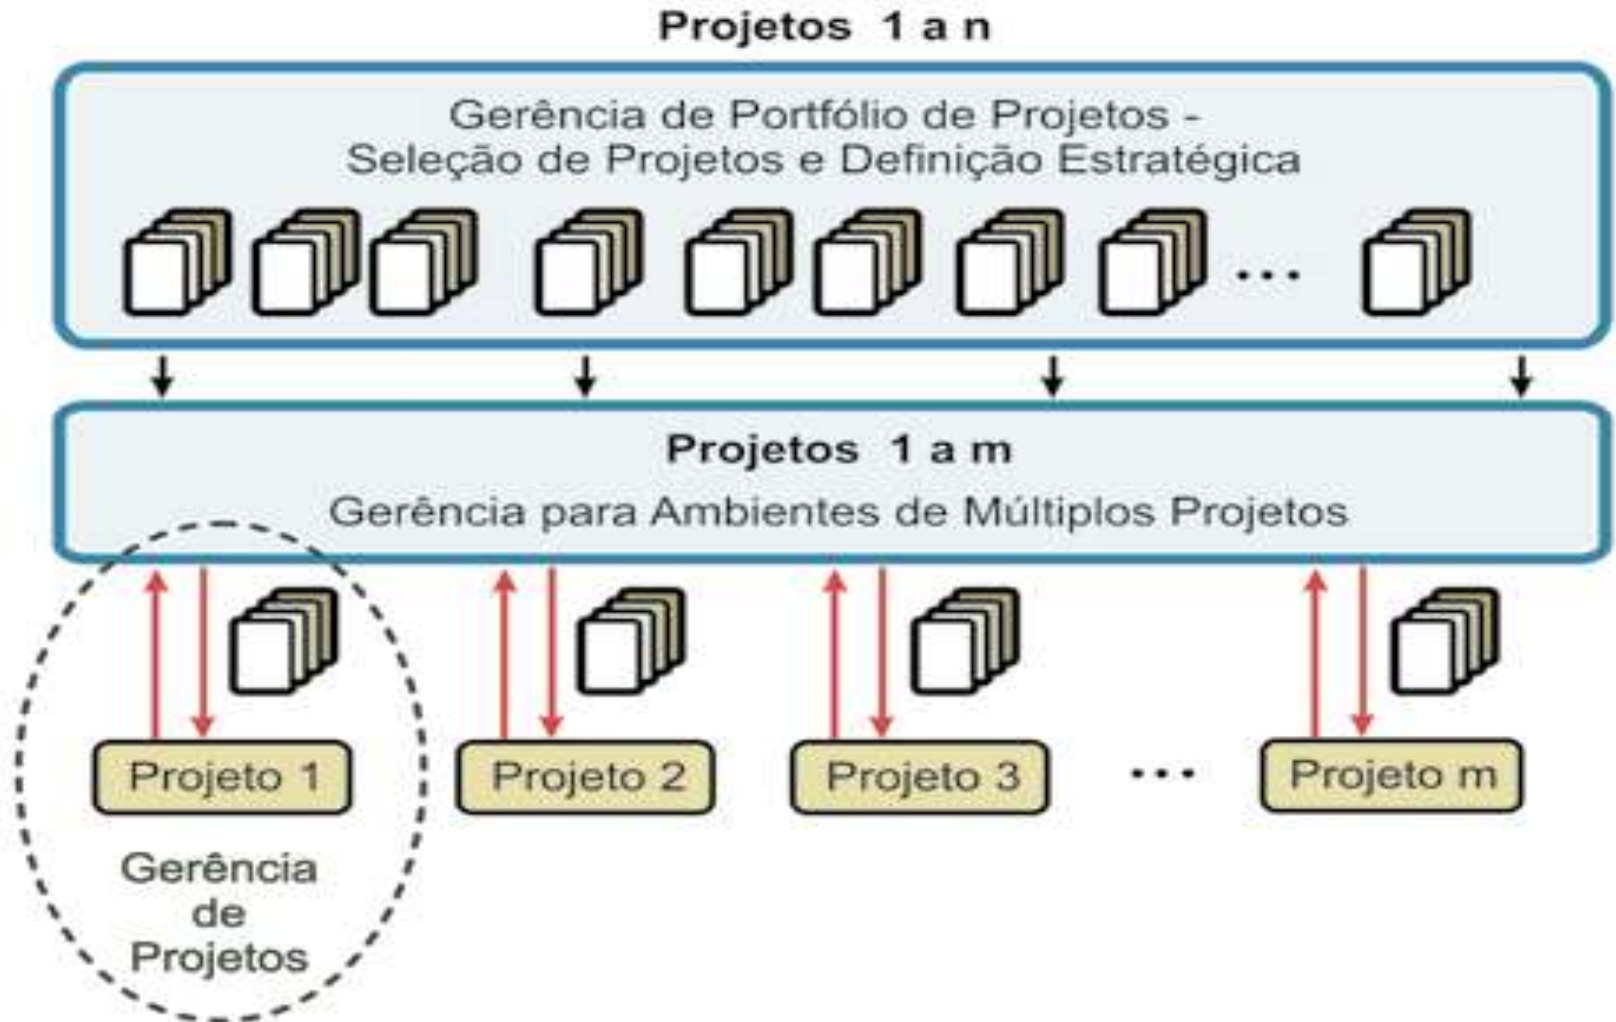 Projetos 1 a n
Gerência de Portfólio de Projetos -
Seleção de Projetos e Definição Estratégica
...
Projetos 1 a m
Gerência para Ambientes de Múltiplos Projetos
Projeto 1
Projeto 2
Projeto 3
...
Projeto m
Gerência
de
Projetos